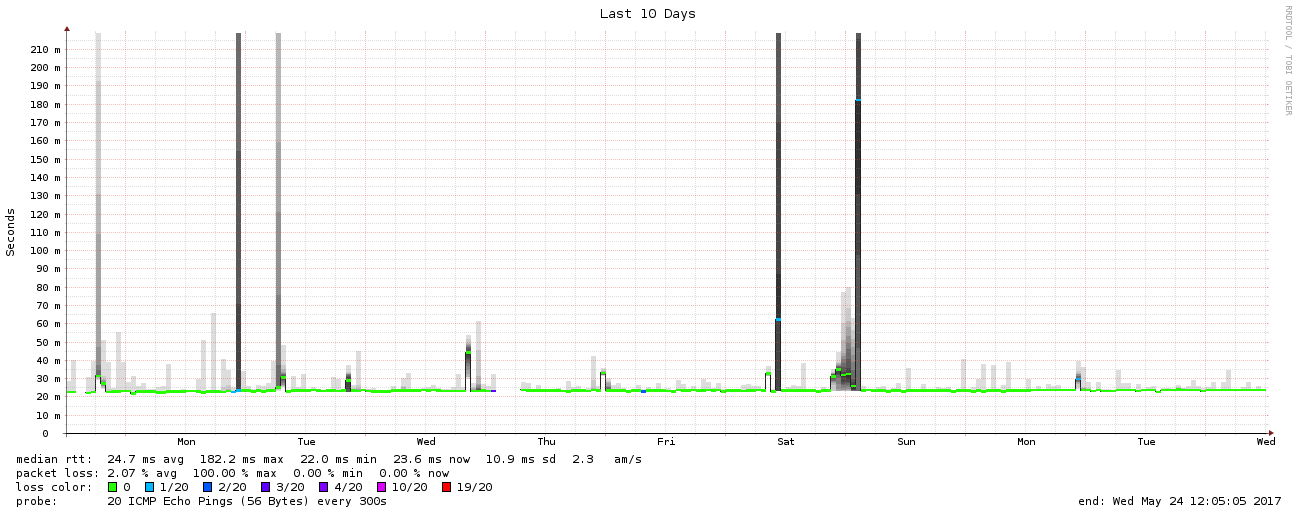 Last 10 Days
RRDTOOL / TOBI OETIKER
Seconds
210 m
200 m
190 m
180 m
170 m
160 m
150 m
140 m
130 m
120 m
110 m
100 m
90 m
80 m
70 m
60 m
50 m
40 m
30 m
20 m
10 m
0
Mon Tue Wed Thu Fri Sat Sun Mon Tue Wed
median rtt: 24.7 ms avg 182.2 ms max 22.0 ms min 23.6 ms now 10.9 ms sd 2.3 am/s
packet loss: 2.07 % avg 100.00 % max 0.00 % min 0.00 % now
loss color: 0 1/20 2/20 3/20 4/20 10/20 19/20
probe: 20 ICMP Echo Pings (56 Bytes) every 300s
end: Wed May 24 12:05:05 2017